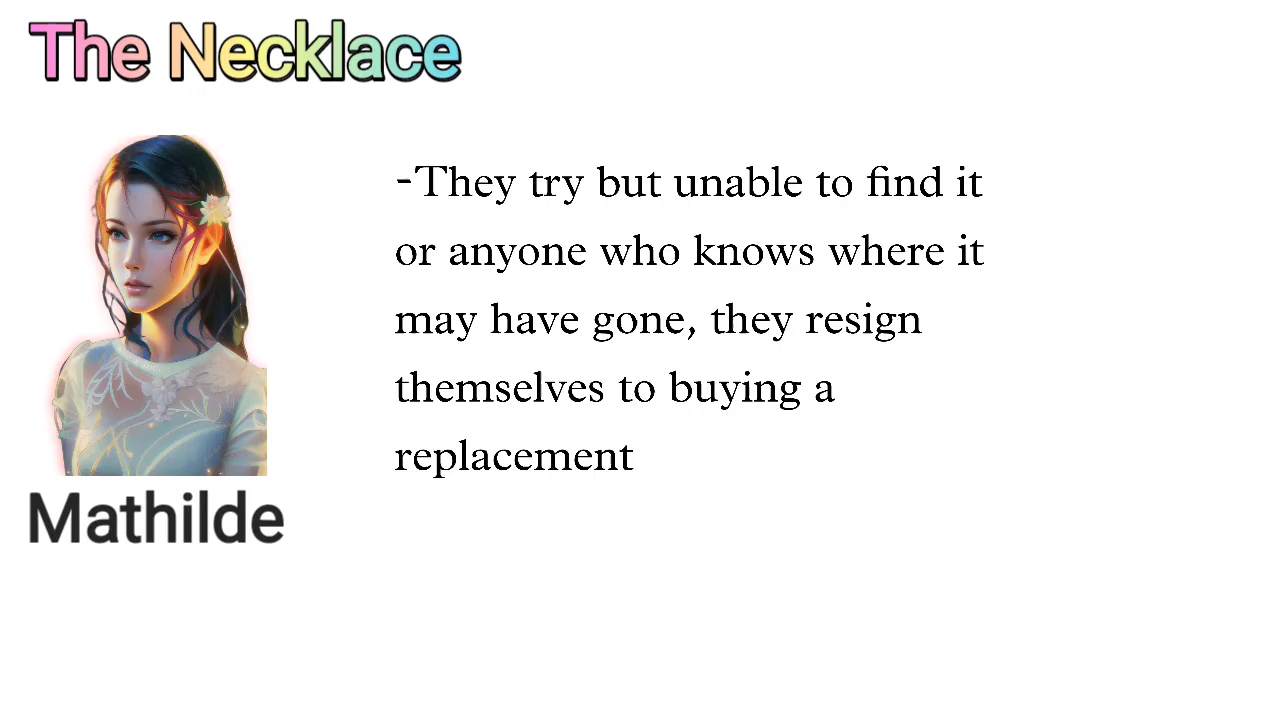 The Necklace
-They try but unable to find it
or anyone who knows where it
may have gone, they resign
themselves to buying a
replacement
Mathilde